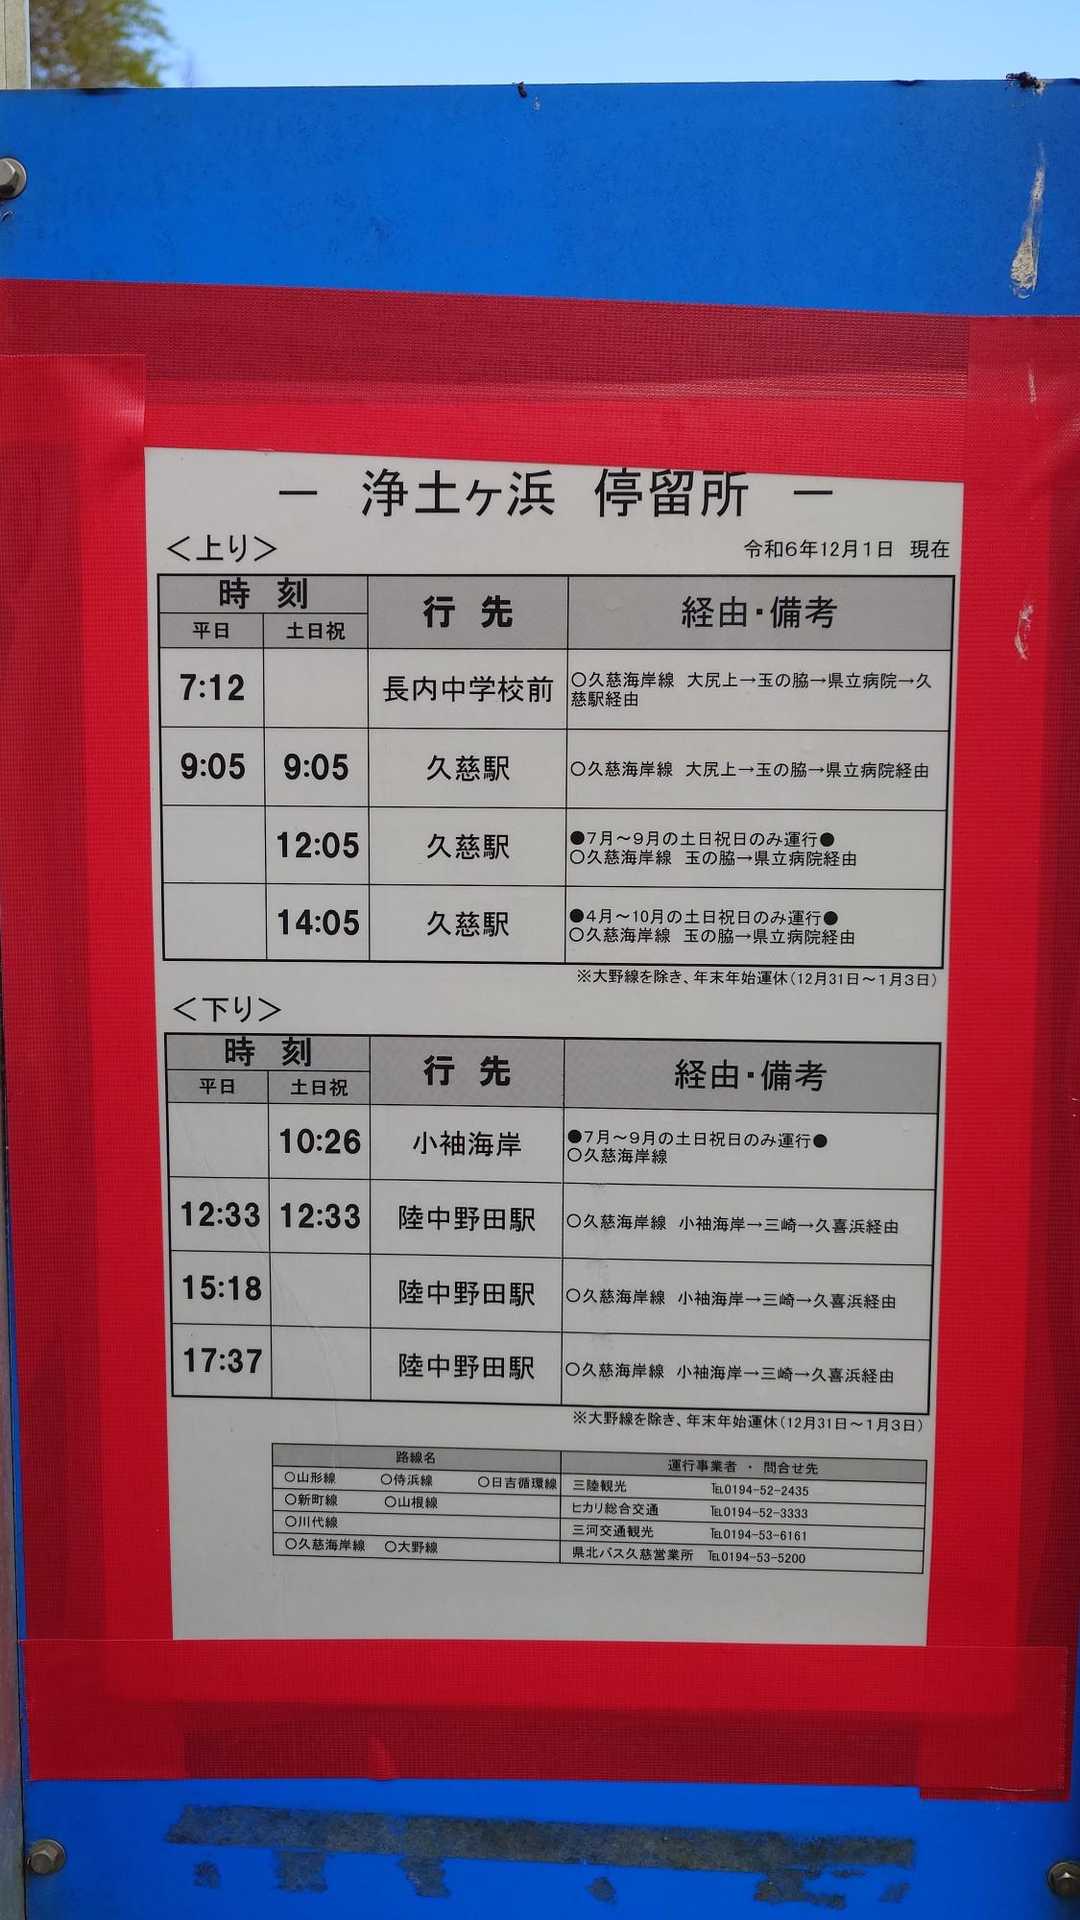 － 浄土ヶ浜 停留所 －
＜上り＞ 令和6年12月1日 現在
時 刻 行 先 経由・備考
平日 土日祝
7:12 長内中学校前 ○久慈海岸線 大尻上→玉の脇→県立病院→久
慈駅経由
9:05 9:05 久慈駅 ○久慈海岸線 大尻上→玉の脇→県立病院経由
12:05 久慈駅 ●7月～9月の土日祝日のみ運行●
○久慈海岸線 玉の脇→県立病院経由
14:05 久慈駅 ●4月～10月の土日祝日のみ運行●
○久慈海岸線 玉の脇→県立病院経由
※大野線を除き、年末年始運休（12月31日～1月3日）
＜下り＞
時 刻 行 先 経由・備考
平日 土日祝
10:26 小袖海岸 ●7月～9月の土日祝日のみ運行●
○久慈海岸線
12:33 12:33 陸中野田駅 ○久慈海岸線 小袖海岸→三崎→久喜浜経由
15:18 陸中野田駅 ○久慈海岸線 小袖海岸→三崎→久喜浜経由
17:37 陸中野田駅 ○久慈海岸線 小袖海岸→三崎→久喜浜経由
※大野線を除き、年末年始運休（12月31日～1月3日）
路線名 運行事業者 ・ 問合せ先
○山形線 ○侍浜線 ○日吉循環線 三陸観光 ℡0194-52-2435
○新町線 ○山根線 ヒカリ総合交通 ℡0194-52-3333
○川代線 三河交通観光 ℡0194-53-6161
○久慈海岸線 ○大野線 県北バス久慈営業所 ℡0194-53-5200